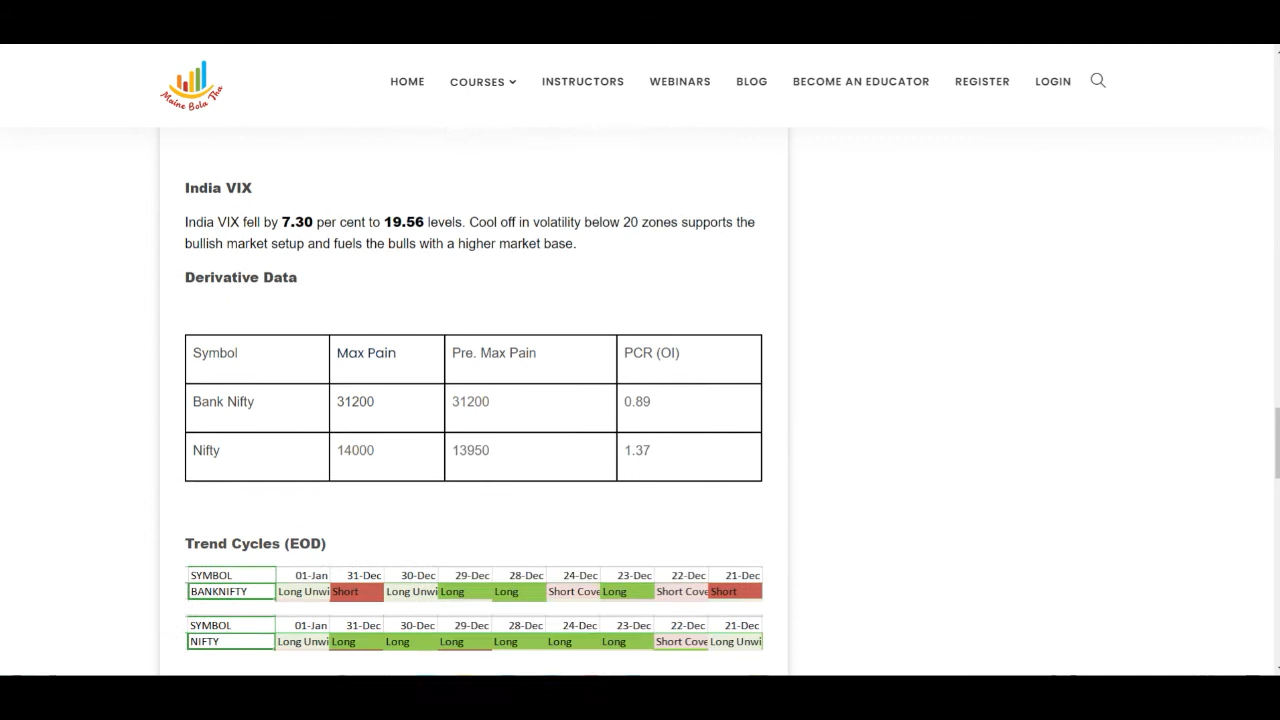 Maine Bola Tha
HOME COURSES INSTRUCTORS WEBINARS BLOG BECOME AN EDUCATOR REGISTER LOGIN
India VIX
India VIX fell by 7.30 per cent to 19.56 levels. Cool off in volatility below 20 zones supports the
bullish market setup and fuels the bulls with a higher market base.
Derivative Data
Symbol Max Pain Pre. Max Pain PCR (OI)
Bank Nifty 31200 31200 0.89
Nifty 14000 13950 1.37
Trend Cycles (EOD)
SYMBOL 01-Jan 31-Dec 30-Dec 29-Dec 28-Dec 24-Dec 23-Dec 22-Dec 21-Dec
BANKNIFTY Long Unwi Short Long Unwi Long Long Short Cove Long Short Cove Short
SYMBOL 01-Jan 31-Dec 30-Dec 29-Dec 28-Dec 24-Dec 23-Dec 22-Dec 21-Dec
NIFTY Long Unwi Long Long Long Long Long Long Short Cove Long Unwi